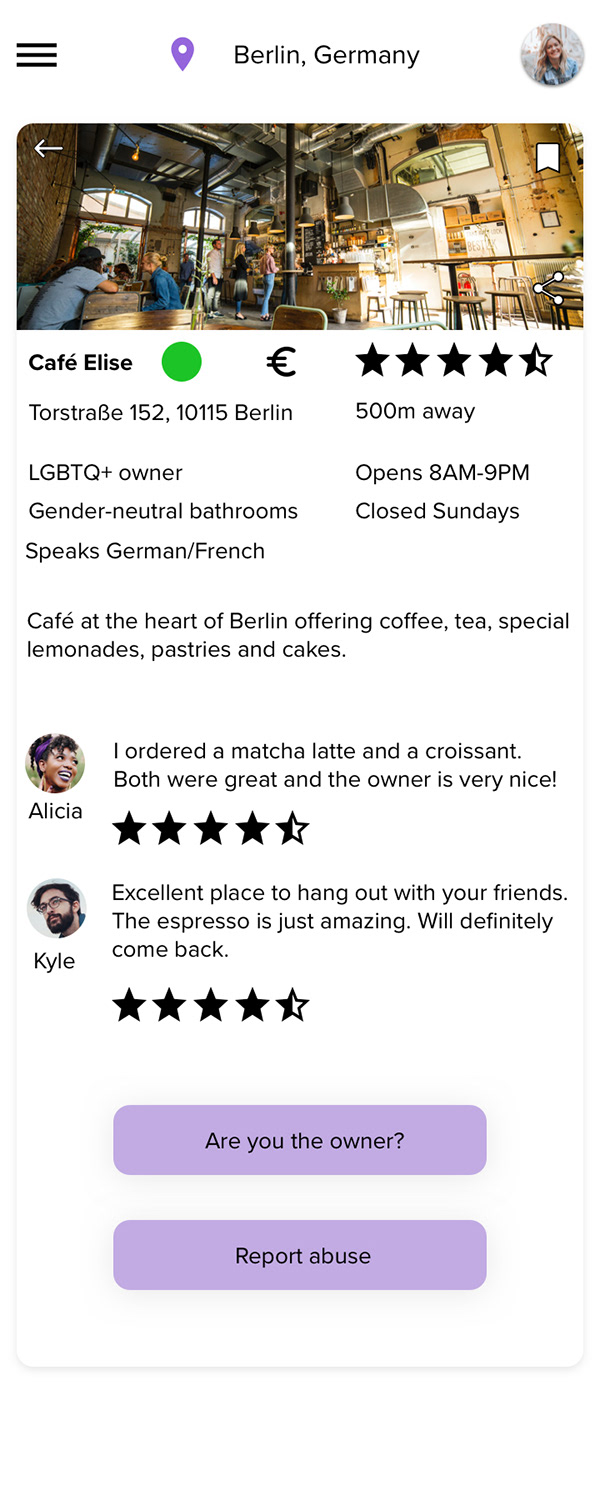 Berlin, Germany
Café Elise €
Torstraße 152, 10115 Berlin
500m away
LGBTQ+ owner
Opens 8AM-9PM
Gender-neutral bathrooms
Closed Sundays
Speaks German/French
Café at the heart of Berlin offering coffee, tea, special
lemonades, pastries and cakes.
I ordered a matcha latte and a croissant.
Both were great and the owner is very nice!
Alicia
Excellent place to hang out with your friends.
The espresso is just amazing. Will definitely
come back.
Kyle
Are you the owner?
Report abuse